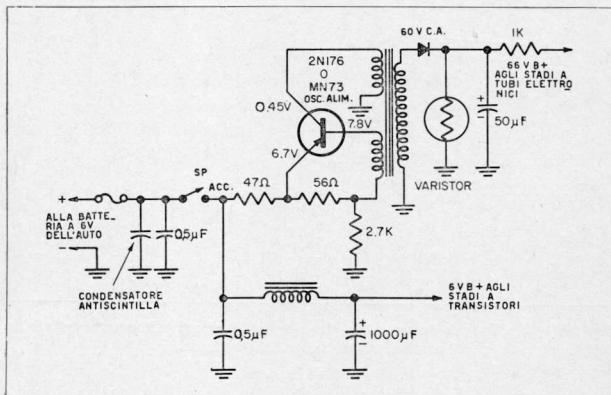 60 V C.A.
1K
2N176
O
MN73
OSC. ALIM.
66 V B+
AGLI STADI A
TUBI ELETTRO
NICI
0.45V
7.8V
+
-
50µF
6.7V
VARISTOR
SP
ACC.
47Ω
56Ω
+
ALLA BATTE_
RIA A 6V
DELL'AUTO
-
0,5µF
2.7K
CONDENSATORE
ANTISCINTILLA
6 V B+ AGLI
STADI A
TRANSISTORI
0,5µF
+
-
1000µF